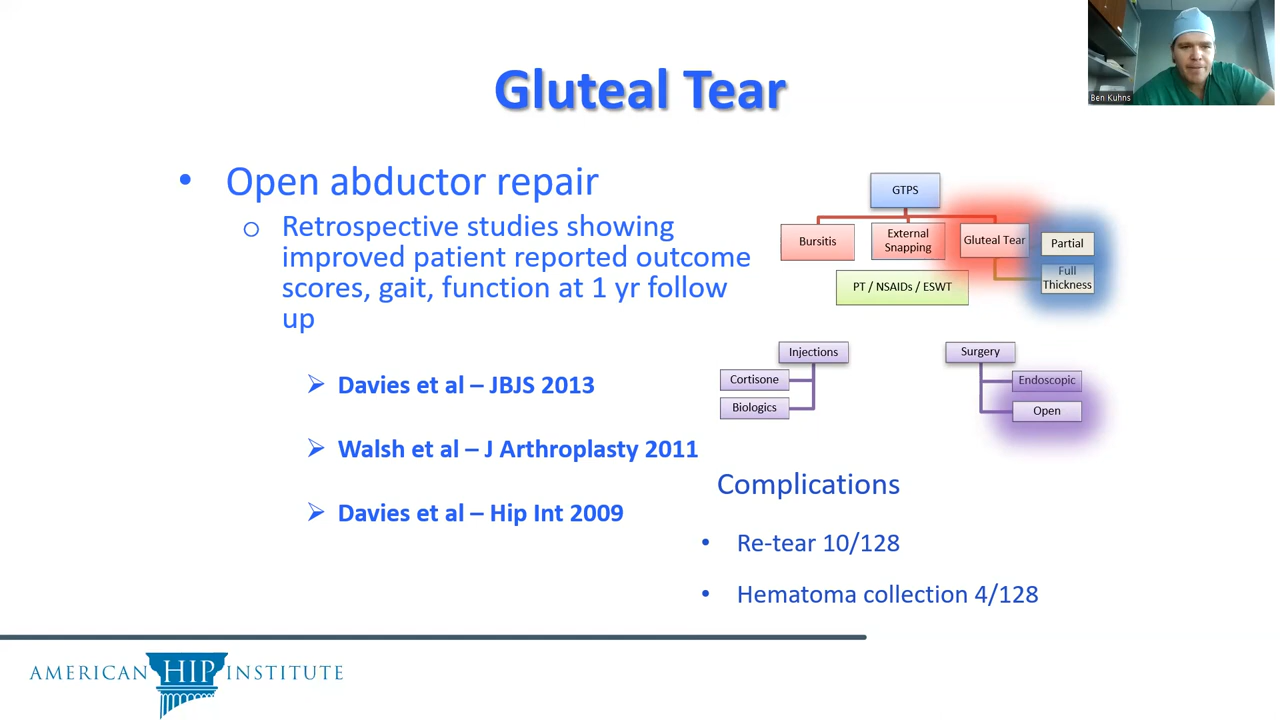 Ben Kuhns
Gluteal Tear
• Open abductor repair
o Retrospective studies showing
improved patient reported outcome
scores, gait, function at 1 yr follow
up
➢ Davies et al – JBJS 2013
➢ Walsh et al – J Arthroplasty 2011
➢ Davies et al – Hip Int 2009
GTPS
Bursitis
External
Snapping
Gluteal Tear
Partial
Full
Thickness
PT / NSAIDs / ESWT
Injections
Cortisone
Biologics
Surgery
Endoscopic
Open
Complications
• Re-tear 10/128
• Hematoma collection 4/128
AMERICAN HIP INSTITUTE